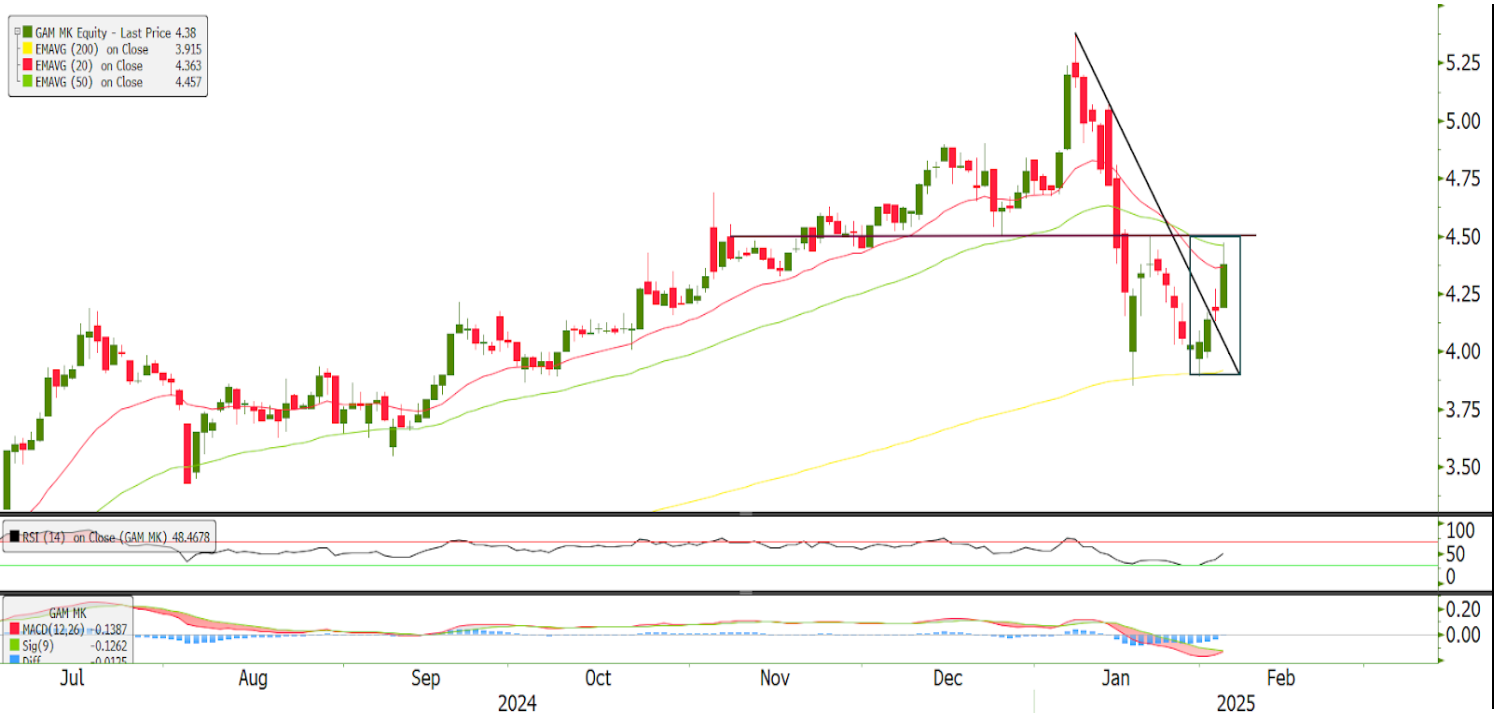 GAM MK Equity - Last Price 4.38
EMAVG (200) on Close 3.915
EMAVG (20) on Close 4.363
EMAVG (50) on Close 4.457
5.25
5.00
4.75
4.50
4.25
4.00
3.75
3.50
RSI (14) on Close (GAM MK) 48.4678
100
50
0
GAM MK
MACD(12,26) -0.1387
Sig(9) -0.1262
Diff -0.0125
0.20
0.00
Jul Aug Sep Oct Nov Dec Jan Feb
2024 2025